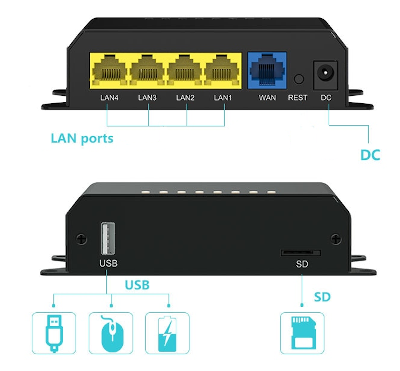 LAN4 LAN3 LAN2 LAN1 WAN REST DC
LAN ports
DC
USB SD
USB
SD